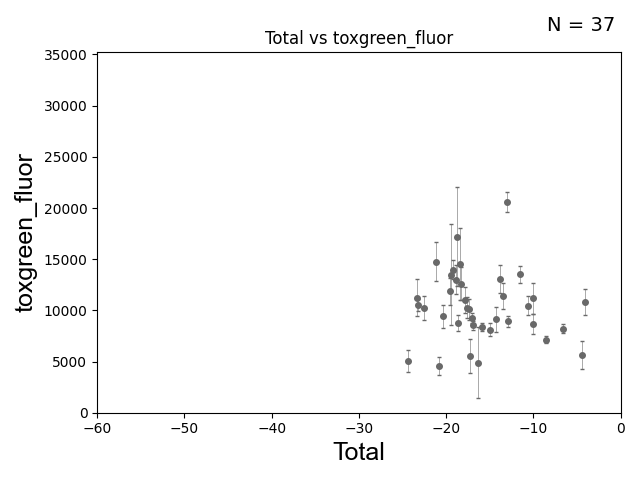 N = 37
Total vs toxgreen_fluor
35000
30000
25000
20000
15000
10000
5000
0
toxgreen_fluor
−60 −50 −40 −30 −20 −10 0
Total